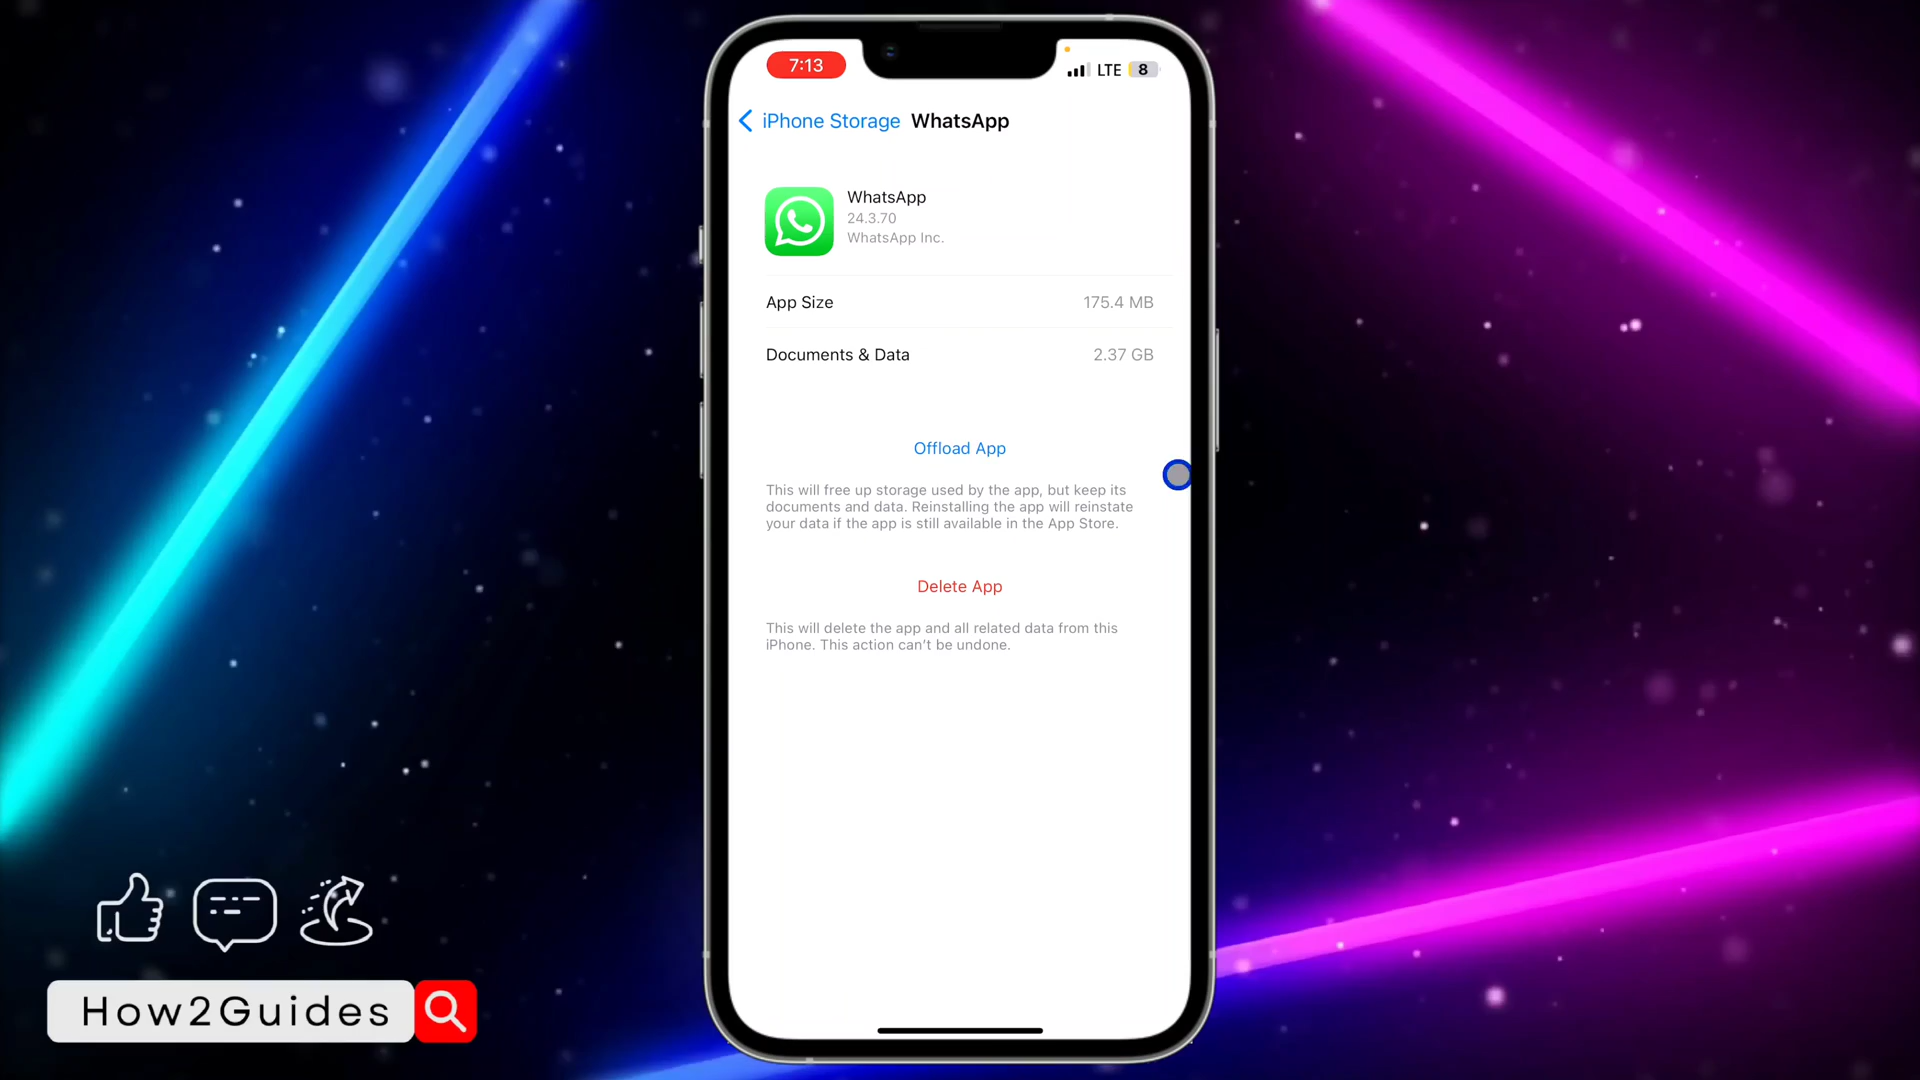 7:13
LTE 8
iPhone Storage WhatsApp
WhatsApp
24.3.70
WhatsApp Inc.
App Size 175.4 MB
Documents & Data 2.37 GB
Offload App
This will free up storage used by the app, but keep its
documents and data. Reinstalling the app will reinstate
your data if the app is still available in the App Store.
Delete App
This will delete the app and all related data from this
iPhone. This action can't be undone.
How2Guides